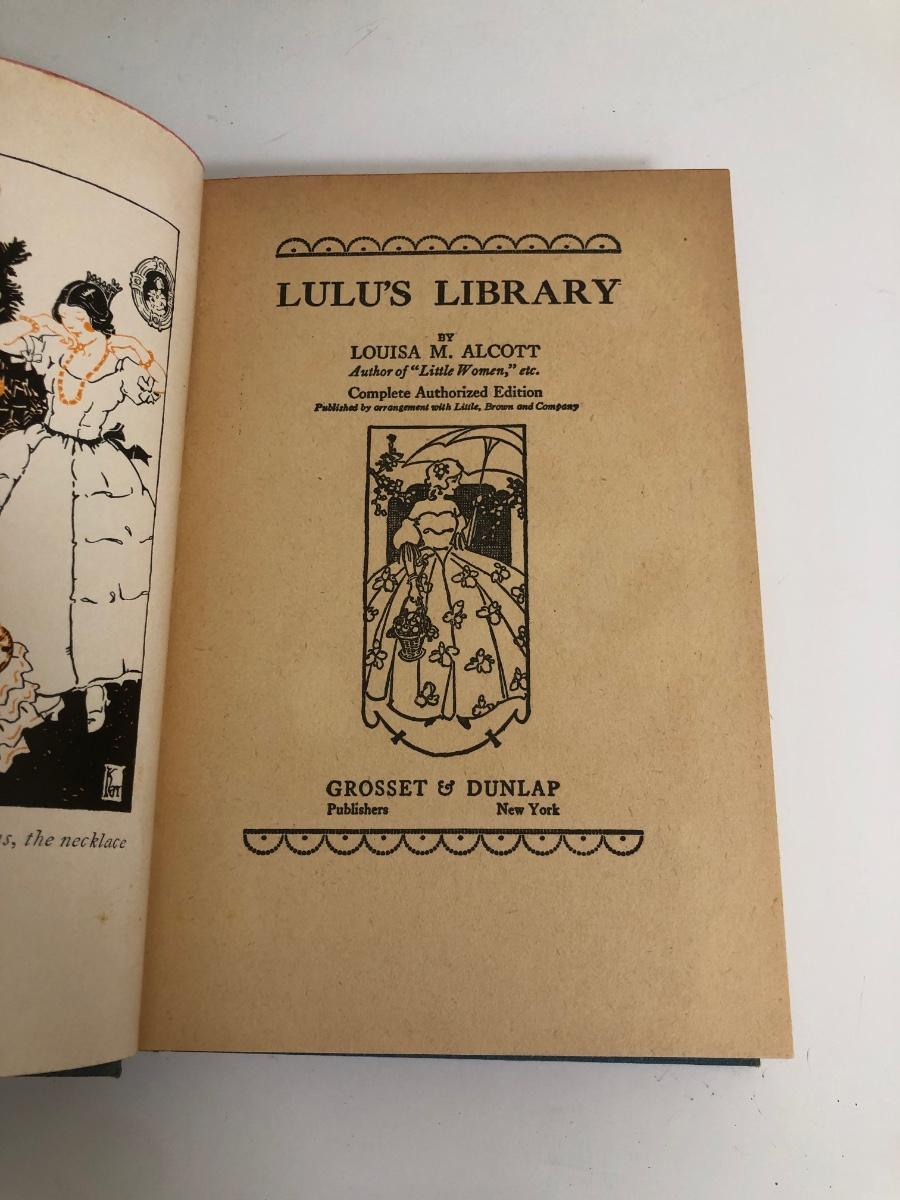 LULU'S LIBRARY
BY
LOUISA M. ALCOTT
Author of "Little Women," etc.
Complete Authorized Edition
Published by arrangement with Little, Brown and Company
GROSSET & DUNLAP
Publishers New York
the necklace